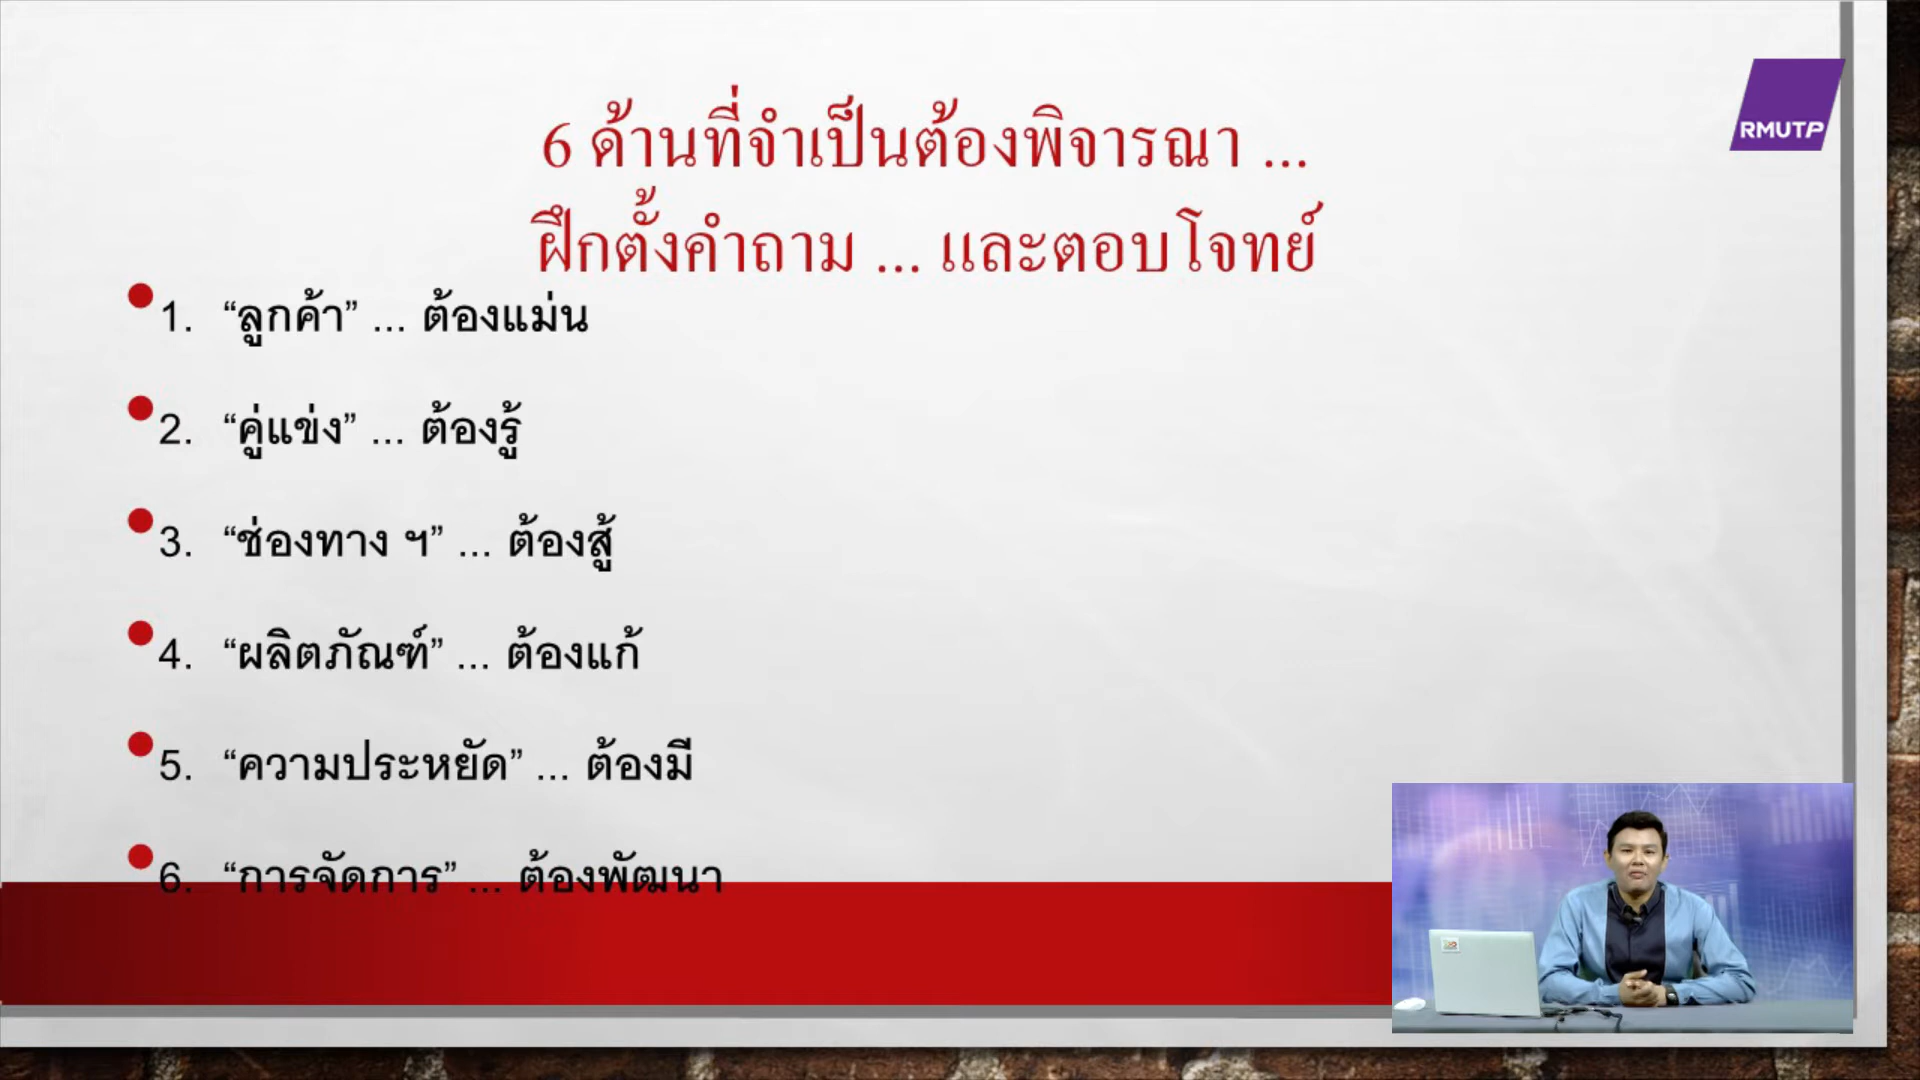 RMUTP
6 ด้านที่จำเป็นต้องพิจารณา ...
ฝึกตั้งคำถาม ... และตอบโจทย์
1. “ลูกค้า” ... ต้องแม่น
2. “คู่แข่ง” ... ต้องรู้
3. “ช่องทาง ฯ” ... ต้องสู้
4. “ผลิตภัณฑ์” ... ต้องแก้
5. “ความประหยัด” ... ต้องมี
6. “การจัดการ” ... ต้องพัฒนา